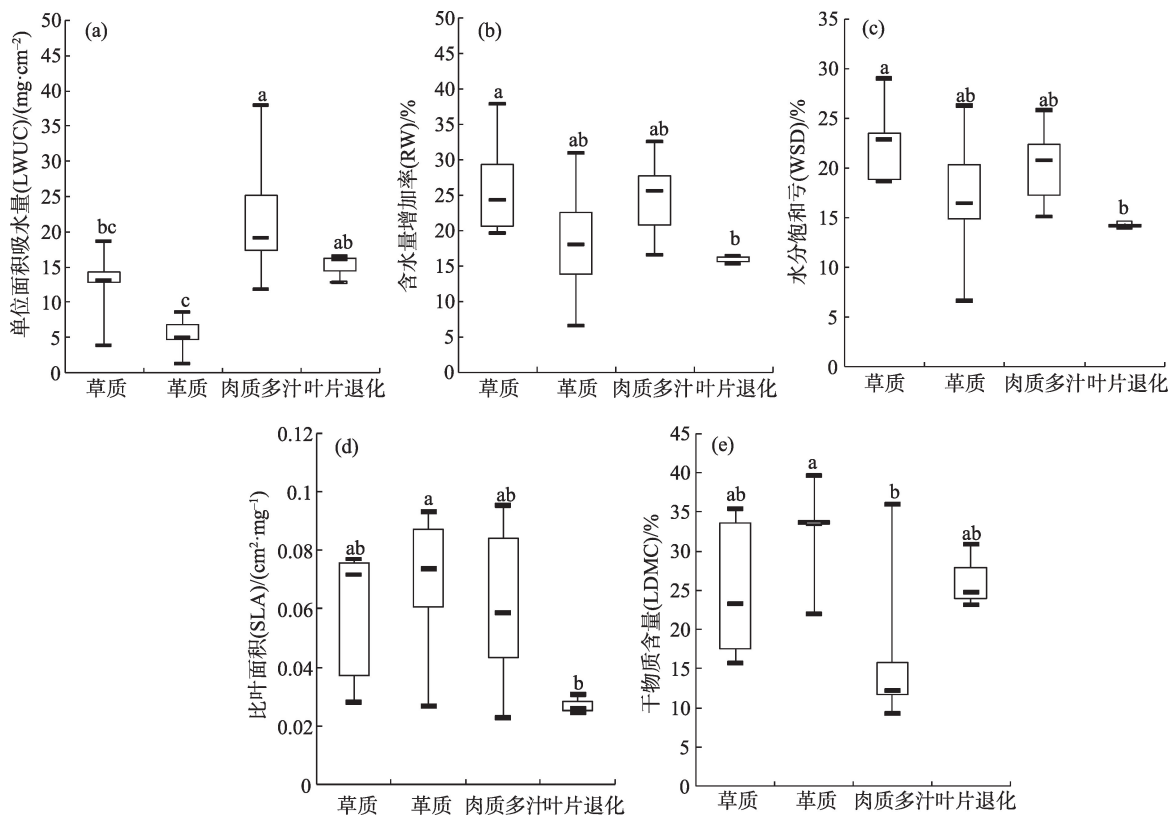 (a)
单位面积吸水量(LWUC)/(mg·cm⁻²)
50
45
40
35
30
25
20
15
10
5
0
bc
c
a
ab
草质 革质 肉质多汁 叶片退化
(b)
含水量增加率(RW)/%
50
45
40
35
30
25
20
15
10
5
0
a
ab
ab
b
草质 革质 肉质多汁 叶片退化
(c)
水分饱和亏(WSD)/%
35
30
25
20
15
10
5
0
a
ab
ab
b
草质 革质 肉质多汁 叶片退化
(d)
比叶面积(SLA)/(cm²·mg⁻¹)
0.12
0.1
0.08
0.06
0.04
0.02
0
ab
a
ab
b
草质 革质 肉质多汁 叶片退化
(e)
干物质含量(LDMC)/%
45
40
35
30
25
20
15
10
5
0
ab
a
b
ab
草质 革质 肉质多汁 叶片退化